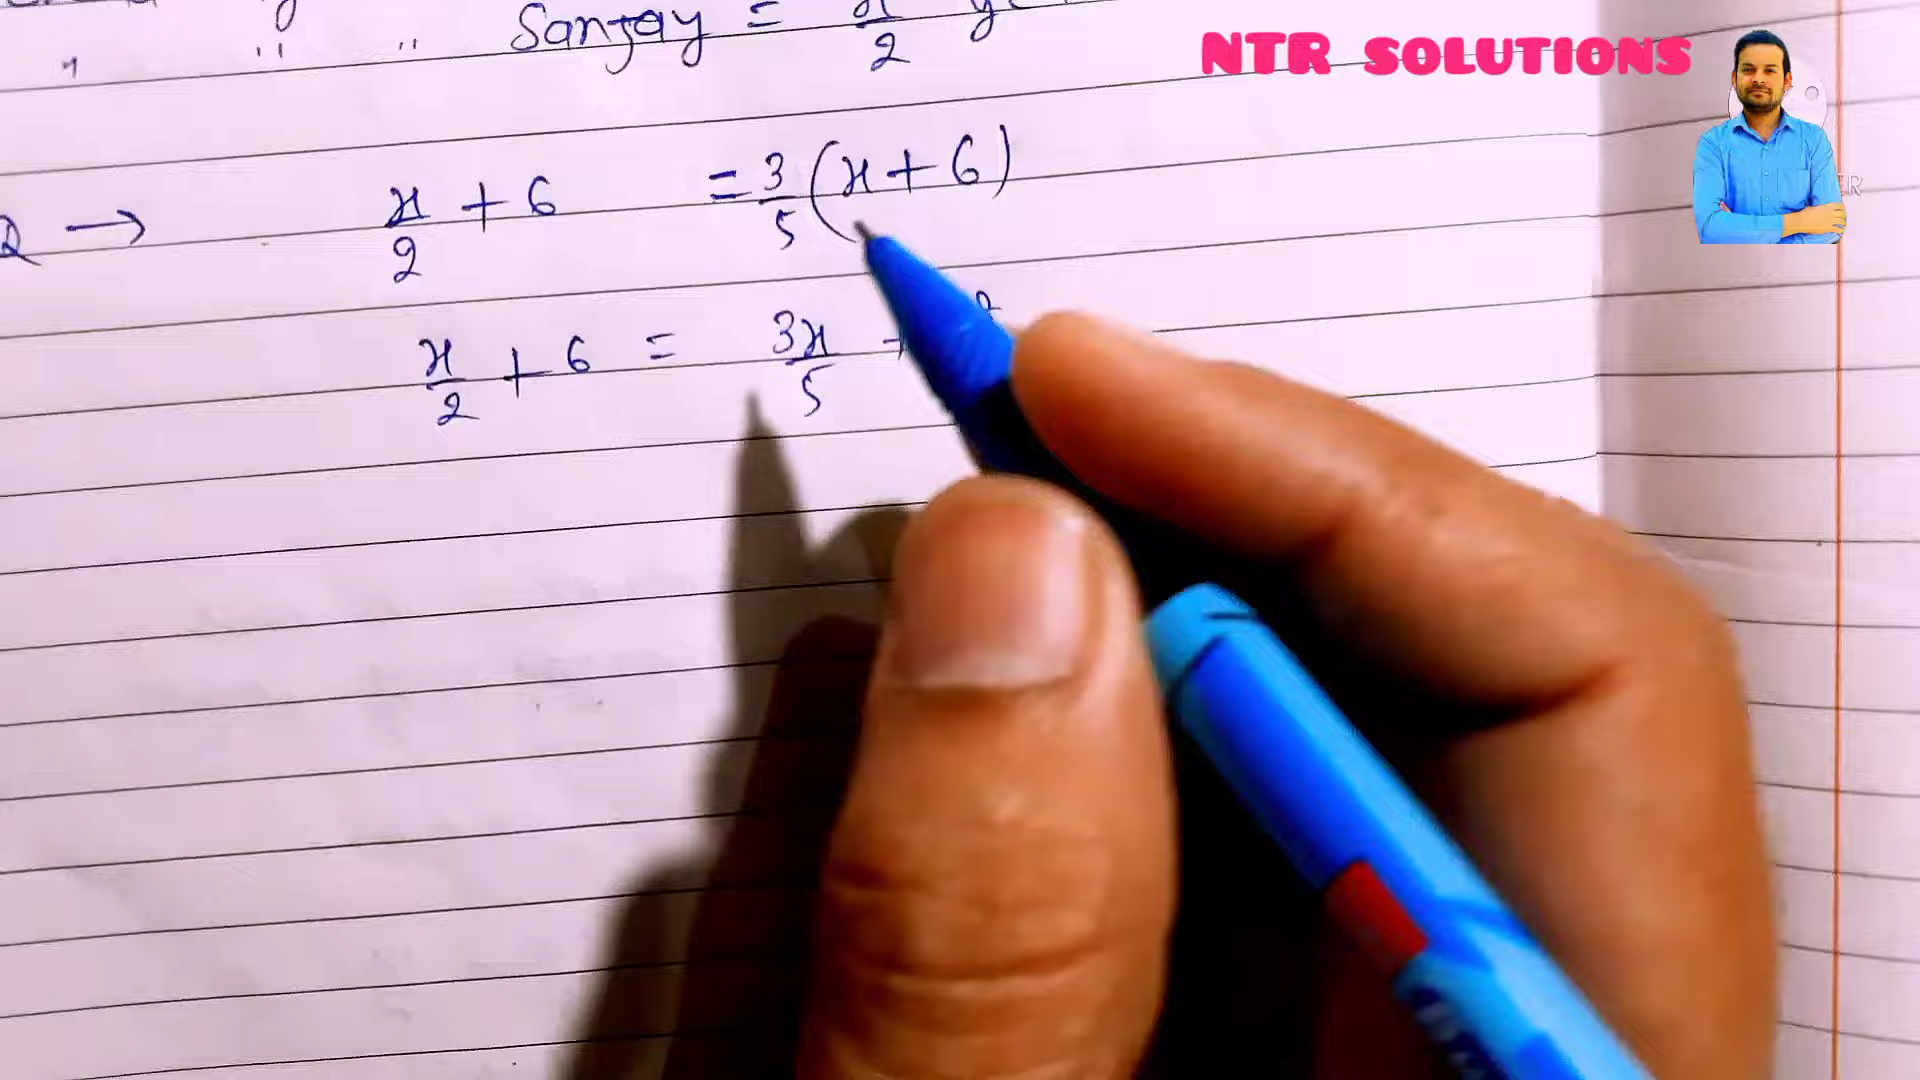 Sanjay = x/2
NTR SOLUTIONS
x/2 + 6 = 3/5 (x + 6)
x/2 + 6 = 3x/5 +